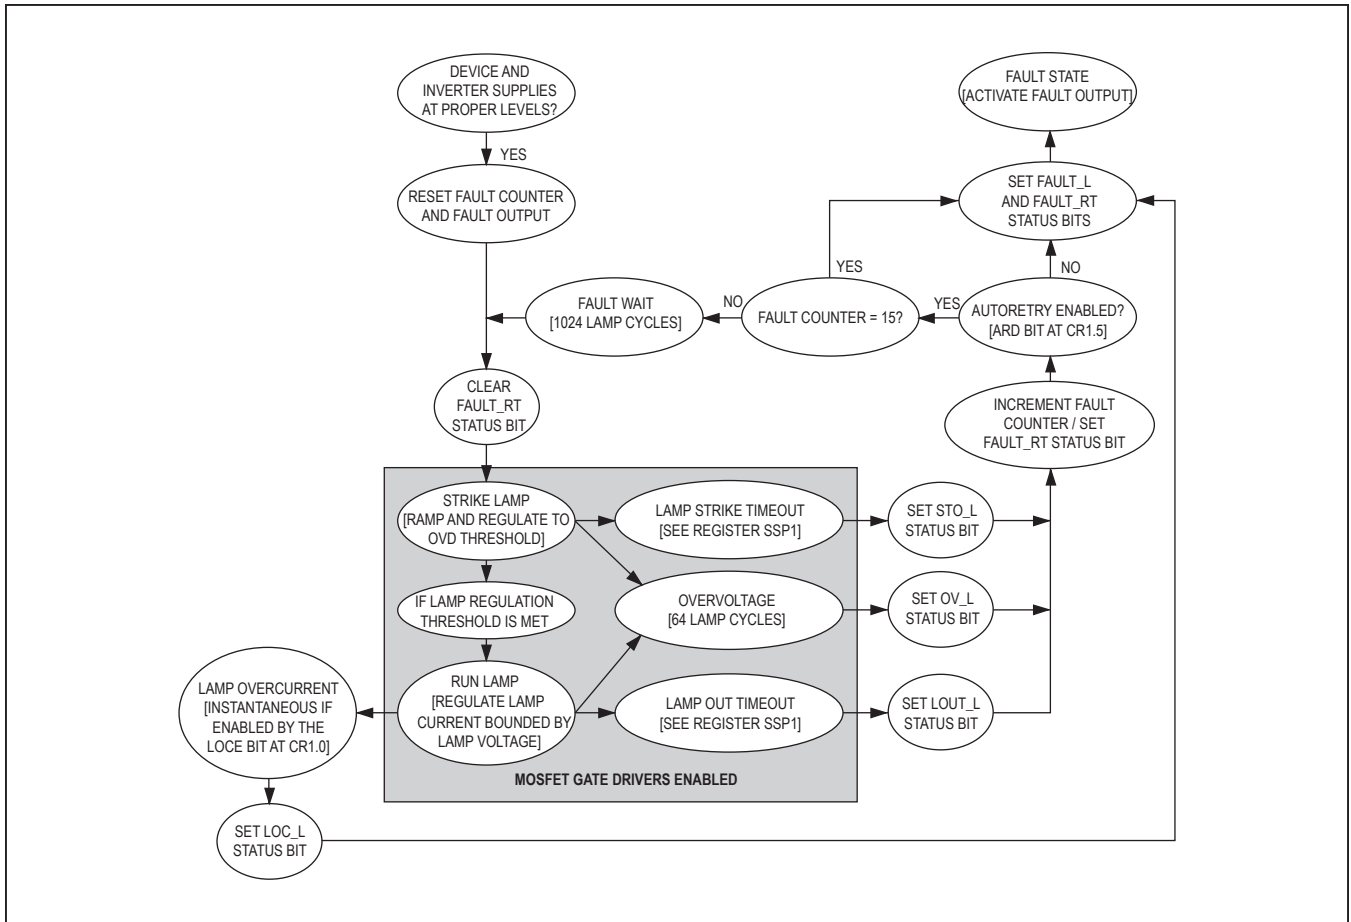 DEVICE AND
INVERTER SUPPLIES
AT PROPER LEVELS?
YES
RESET FAULT COUNTER
AND FAULT OUTPUT
FAULT STATE
[ACTIVATE FAULT OUTPUT]
SET FAULT_L
AND FAULT_RT
STATUS BITS
NO
YES
FAULT WAIT
[1024 LAMP CYCLES]
NO
FAULT COUNTER = 15?
YES
AUTORETRY ENABLED?
[ARD BIT AT CR1.5]
CLEAR
FAULT_RT
STATUS BIT
INCREMENT FAULT
COUNTER / SET
FAULT_RT STATUS BIT
STRIKE LAMP
[RAMP AND REGULATE TO
OVD THRESHOLD]
LAMP STRIKE TIMEOUT
[SEE REGISTER SSP1]
SET STO_L
STATUS BIT
IF LAMP REGULATION
THRESHOLD IS MET
OVERVOLTAGE
[64 LAMP CYCLES]
SET OV_L
STATUS BIT
LAMP OVERCURRENT
[INSTANTANEOUS IF
ENABLED BY THE
LOCE BIT AT CR1.0]
RUN LAMP
[REGULATE LAMP
CURRENT BOUNDED BY
LAMP VOLTAGE]
LAMP OUT TIMEOUT
[SEE REGISTER SSP1]
SET LOUT_L
STATUS BIT
MOSFET GATE DRIVERS ENABLED
SET LOC_L
STATUS BIT